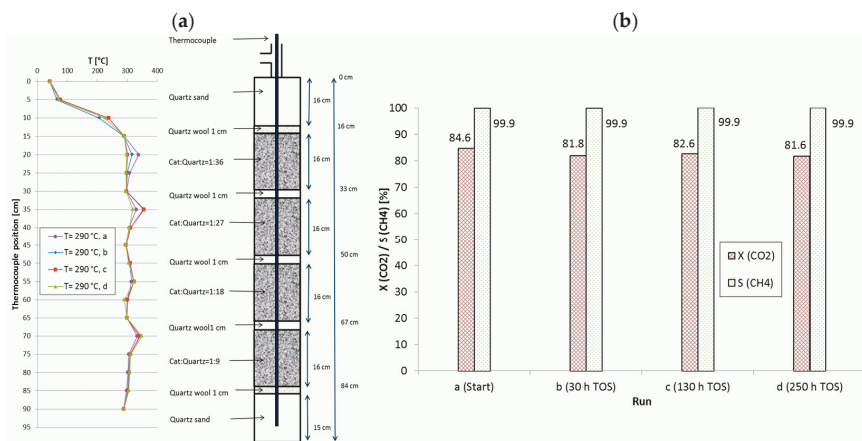 (a)
T [°C]
0 100 200 300 400
Thermocouple position [cm]
0
5
10
15
20
25
30
35
40
45
50
55
60
65
70
75
80
85
90
95
T= 290 °C, a
T= 290 °C, b
T= 290 °C, c
T= 290 °C, d
Thermocouple
Quartz sand
Quartz wool 1 cm
Cat:Quartz=1:36
Quartz wool 1 cm
Cat:Quartz=1:27
Quartz wool 1 cm
Cat:Quartz=1:18
Quartz wool1 cm
Cat:Quartz=1:9
Quartz wool 1 cm
Quartz sand
0 cm
16 cm
16 cm
16 cm
33 cm
16 cm
50 cm
16 cm
67 cm
16 cm
84 cm
15 cm
(b)
X (CO2) / S (CH4) [%]
100
90
80
70
60
50
40
30
20
10
0
84.6
99.9
81.8
99.9
82.6
99.9
81.6
99.9
X (CO2)
S (CH4)
a (Start)
b (30 h TOS)
c (130 h TOS)
d (250 h TOS)
Run